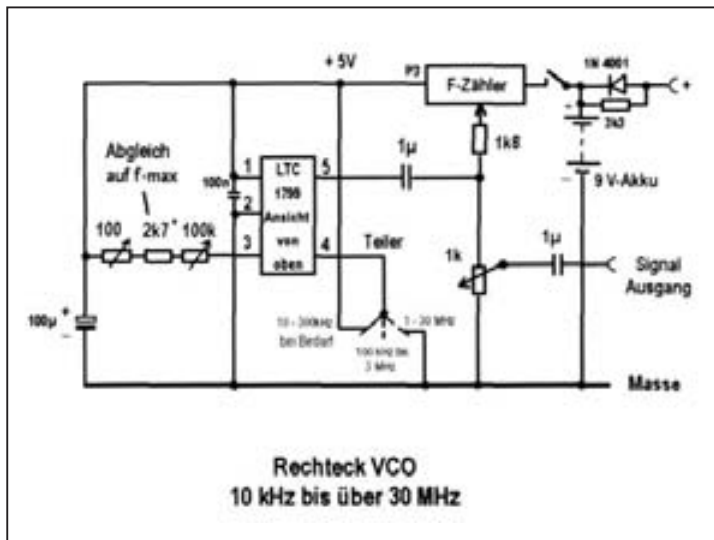 + 5V
P3
F-Zähler
1N 4001
+
2k2
1k8
1µ
9 V-Akku
Abgleich
auf f-max
100 2k7* 100k
100n
1 LTC 5
1799
2 Ansicht
von
3 oben 4
Teiler
1k
1µ
Signal
Ausgang
100µ
10 - 300kHz
bei Bedarf
1 - 30 MHz
100 kHz bis
3 MHz
Masse
Rechteck VCO
10 kHz bis über 30 MHz